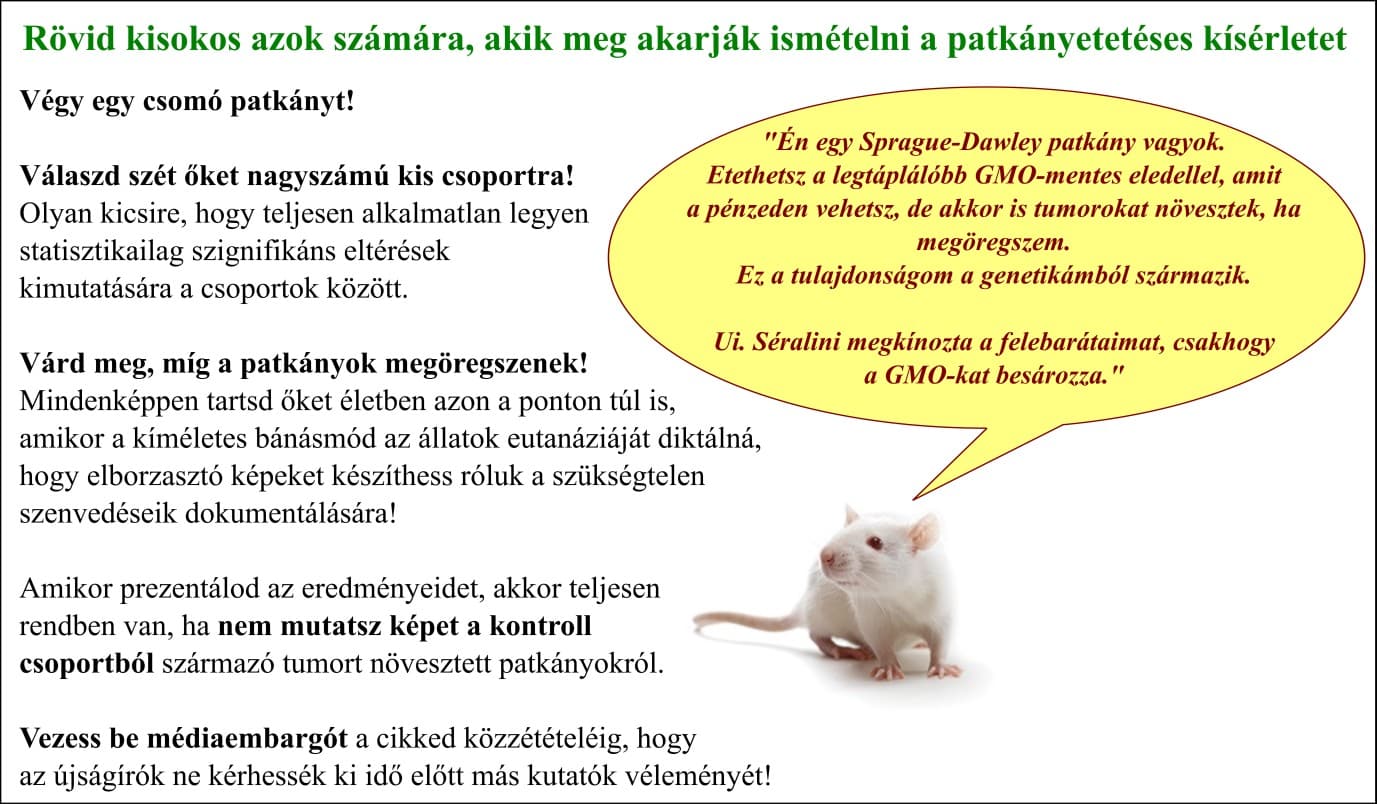 Rövid kisokos azok számára, akik meg akarják ismételni a patkányetetéses kísérletet
Végy egy csomó patkányt!
Válaszd szét őket nagyszámú kis csoportra!
Olyan kicsire, hogy teljesen alkalmatlan legyen
statisztikailag szignifikáns eltérések
kimutatására a csoportok között.
Várd meg, míg a patkányok megöregszenek!
Mindenképpen tartsd őket életben azon a ponton túl is,
amikor a kíméletes bánásmód az állatok eutanáziáját diktálná,
hogy elborzasztó képeket készíthess róluk a szükségtelen
szenvedéseik dokumentálására!
Amikor prezentálod az eredményeidet, akkor teljesen
rendben van, ha nem mutatsz képet a kontroll
csoportból származó tumort növesztett patkányokról.
Vezess be médiaembargót a cikked közzétételéig, hogy
az újságírók ne kérhessék ki idő előtt más kutatók véleményét!
"Én egy Sprague-Dawley patkány vagyok.
Etethetsz a legtáplálóbb GMO-mentes eledellel, amit
a pénzeden vehetsz, de akkor is tumorokat növesztek, ha
megöregszem.
Ez a tulajdonságom a genetikámból származik.
Ui. Séralini megkínozta a felebarátaimat, csakhogy
a GMO-kat besározza."